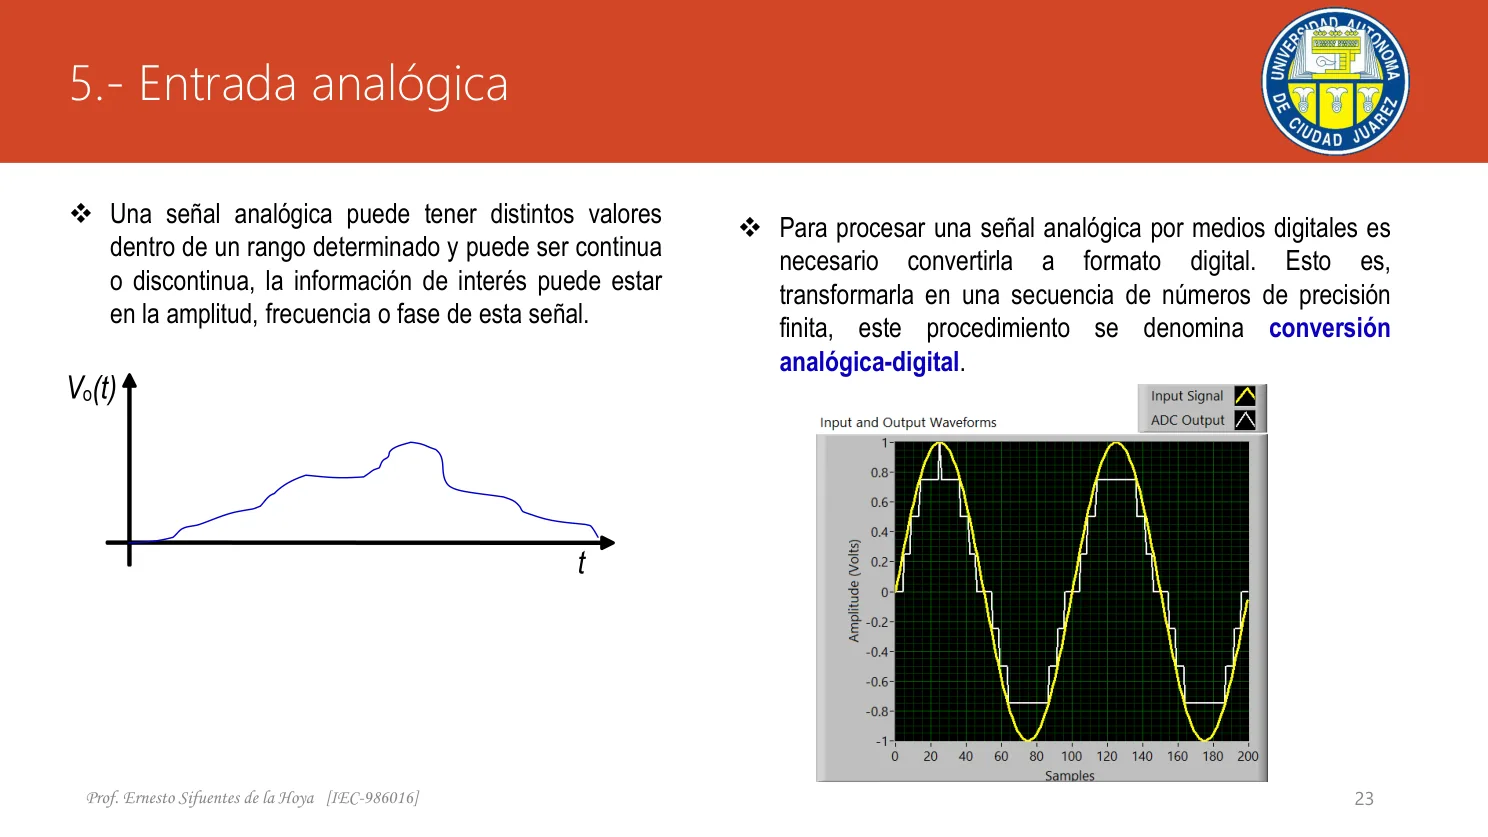 5.- Entrada analógica
UNIVERSIDAD AUTONOMA
DE CIUDAD JUAREZ
❖ Una señal analógica puede tener distintos valores
dentro de un rango determinado y puede ser continua
o discontinua, la información de interés puede estar
en la amplitud, frecuencia o fase de esta señal.
Vo(t)
t
❖ Para procesar una señal analógica por medios digitales es
necesario convertirla a formato digital. Esto es,
transformarla en una secuencia de números de precisión
finita, este procedimiento se denomina conversión
analógica-digital.
Input Signal
ADC Output
Input and Output Waveforms
Amplitude (Volts)
1
0.8
0.6
0.4
0.2
0
-0.2
-0.4
-0.6
-0.8
-1
0 20 40 60 80 100 120 140 160 180 200
Samples
Prof. Ernesto Sifuentes de la Hoya [IEC-986016]
23